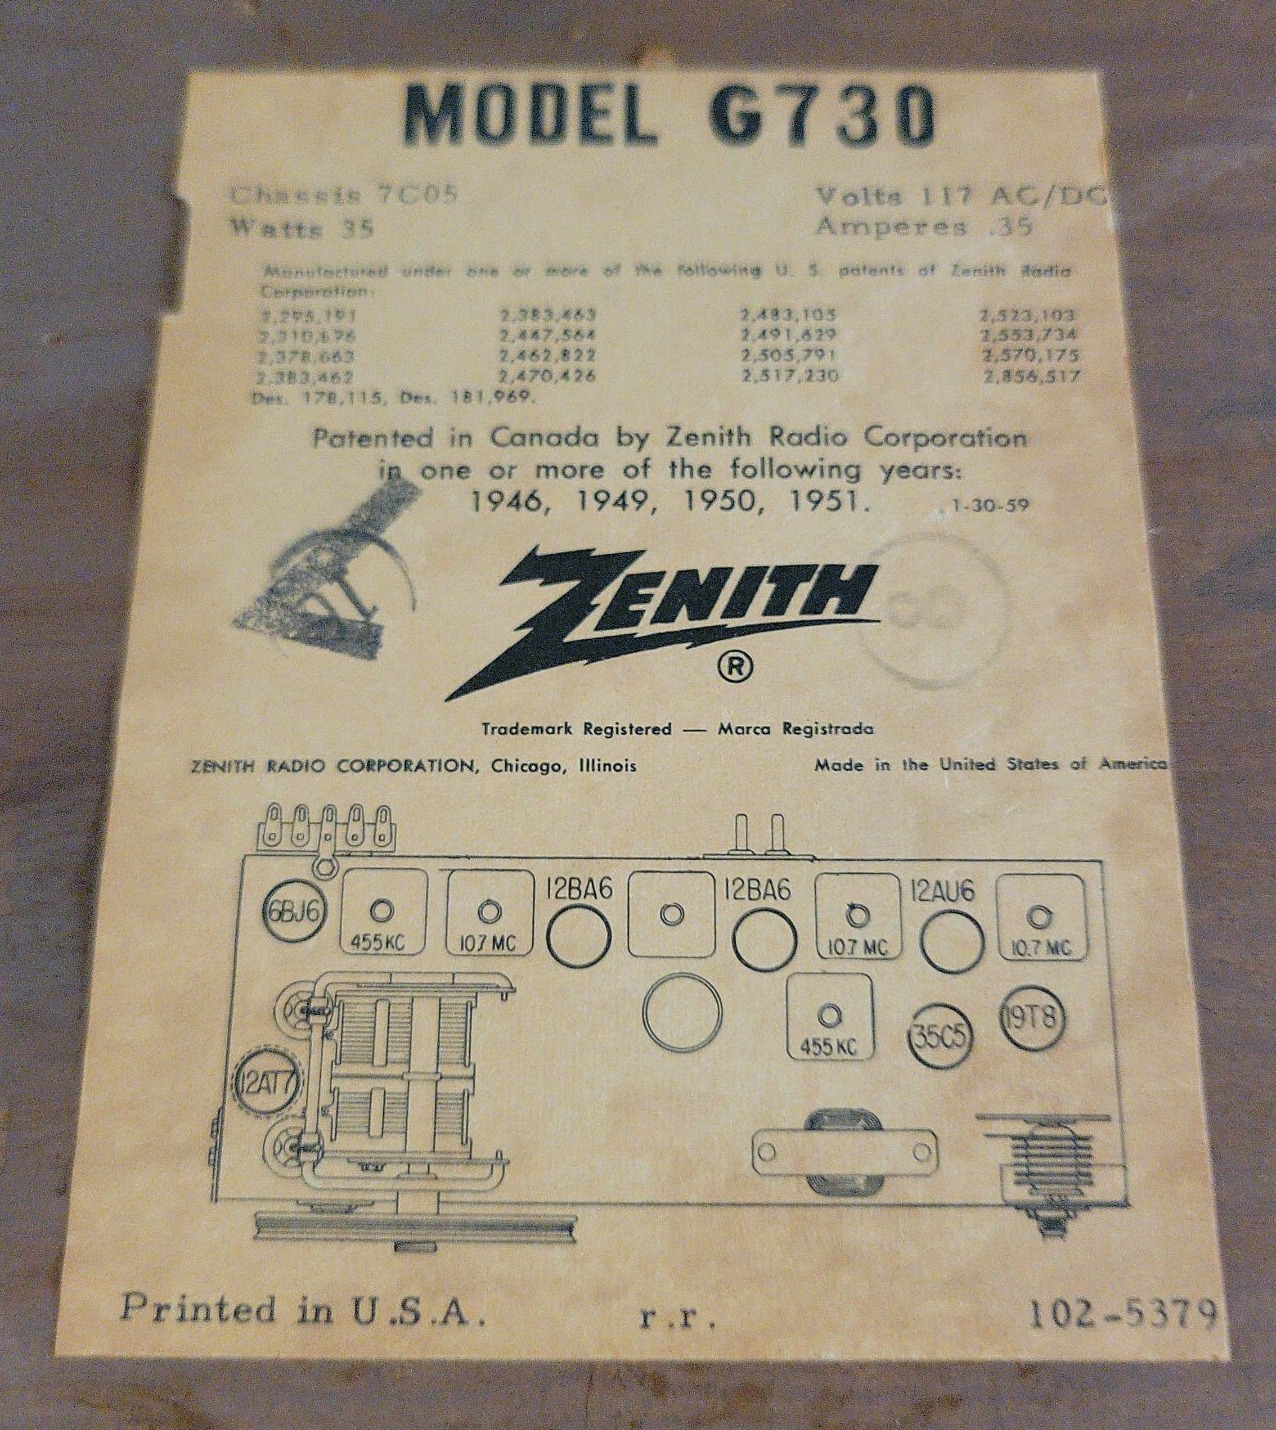 MODEL G730
Chassis 7C05
Volts 117 AC/DC
Watts 35
Amperes .35
Manufactured under one or more of the following U. S. patents of Zenith Radio
Corporation:
2,295,191 2,383,463 2,483,105 2,523,103
2,447,564 2,491,629 2,553,734
2,378,663 2,462,822 2,505,791 2,570,175
2,383,462 2,470,426 2,517,230 2,856,517
Des. 178,115, Des. 181,969.
Patented in Canada by Zenith Radio Corporation
in one or more of the following years:
1946, 1949, 1950, 1951. 1-30-59
ZENITH
®
Trademark Registered — Marca Registrada
ZENITH RADIO CORPORATION, Chicago, Illinois
Made in the United States of America
12BA6 12BA6 12AU6
6BJ6
455 KC 10.7 MC 10.7 MC 10.7 MC
455 KC 35C5 19T8
12AT7
Printed in U.S.A. r.r. 102-5379